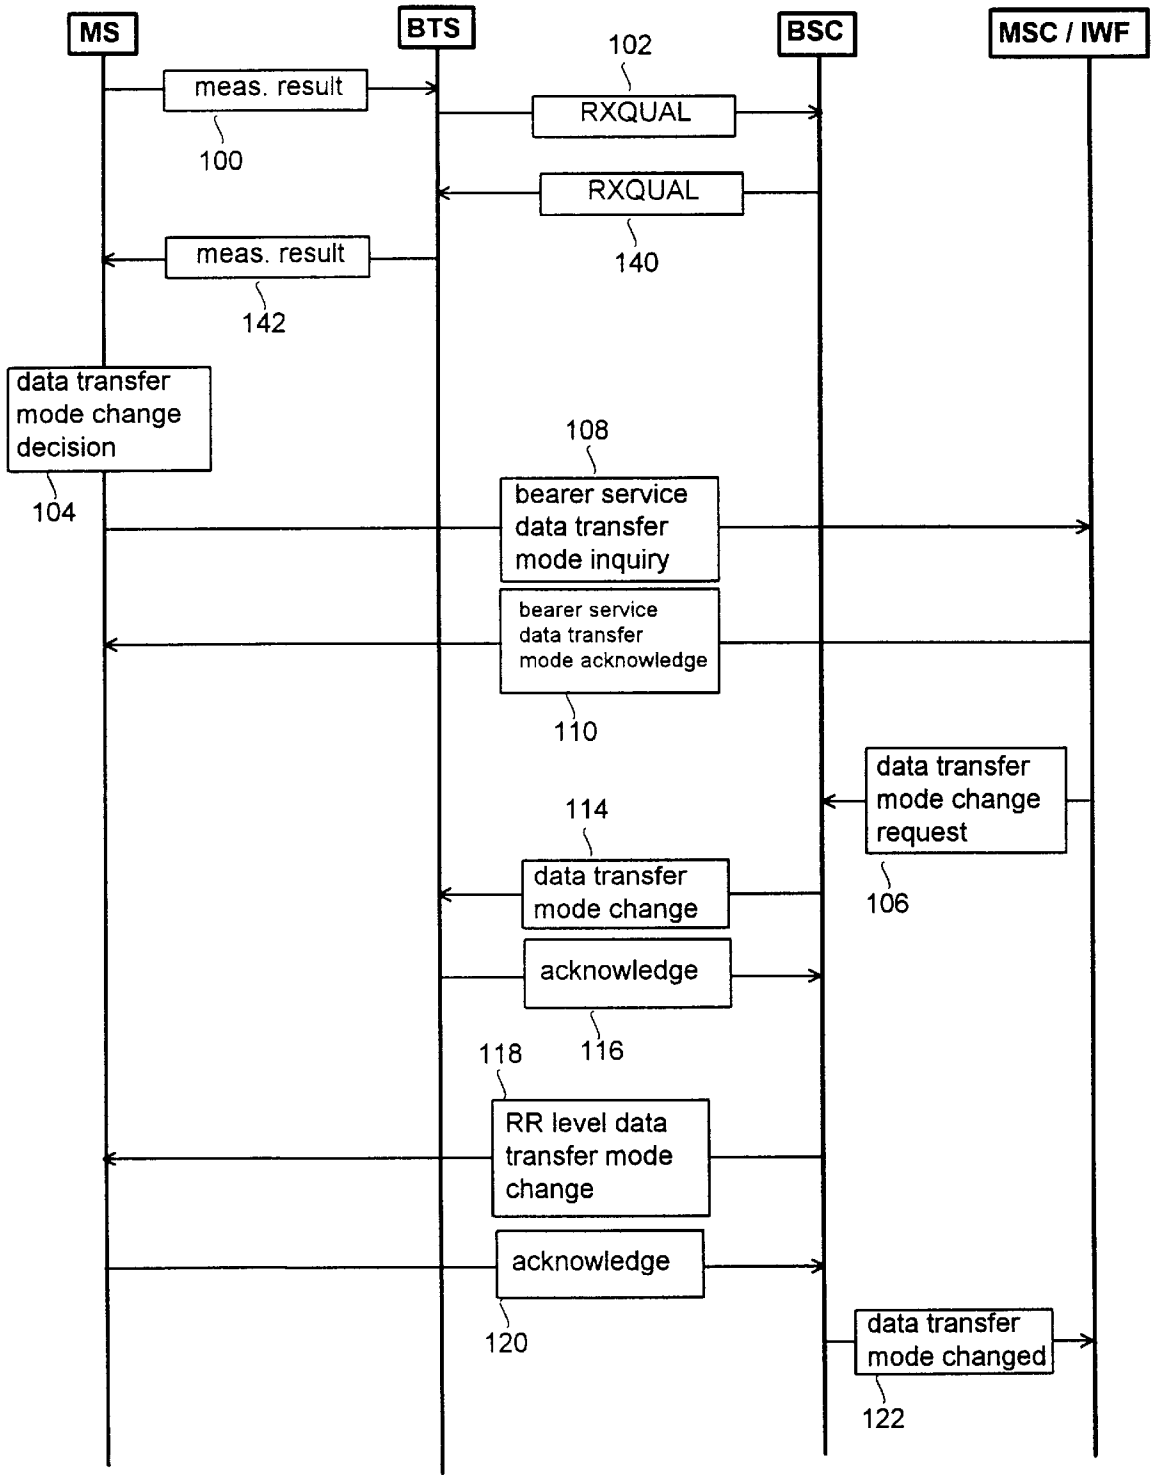 MS
BTS
BSC
MSC / IWF
meas. result
100
102
RXQUAL
RXQUAL
140
meas. result
142
data transfer
mode change
decision
104
108
bearer service
data transfer
mode inquiry
bearer service
data transfer
mode acknowledge
110
data transfer
mode change
request
106
114
data transfer
mode change
acknowledge
116
118
RR level data
transfer mode
change
acknowledge
120
data transfer
mode changed
122